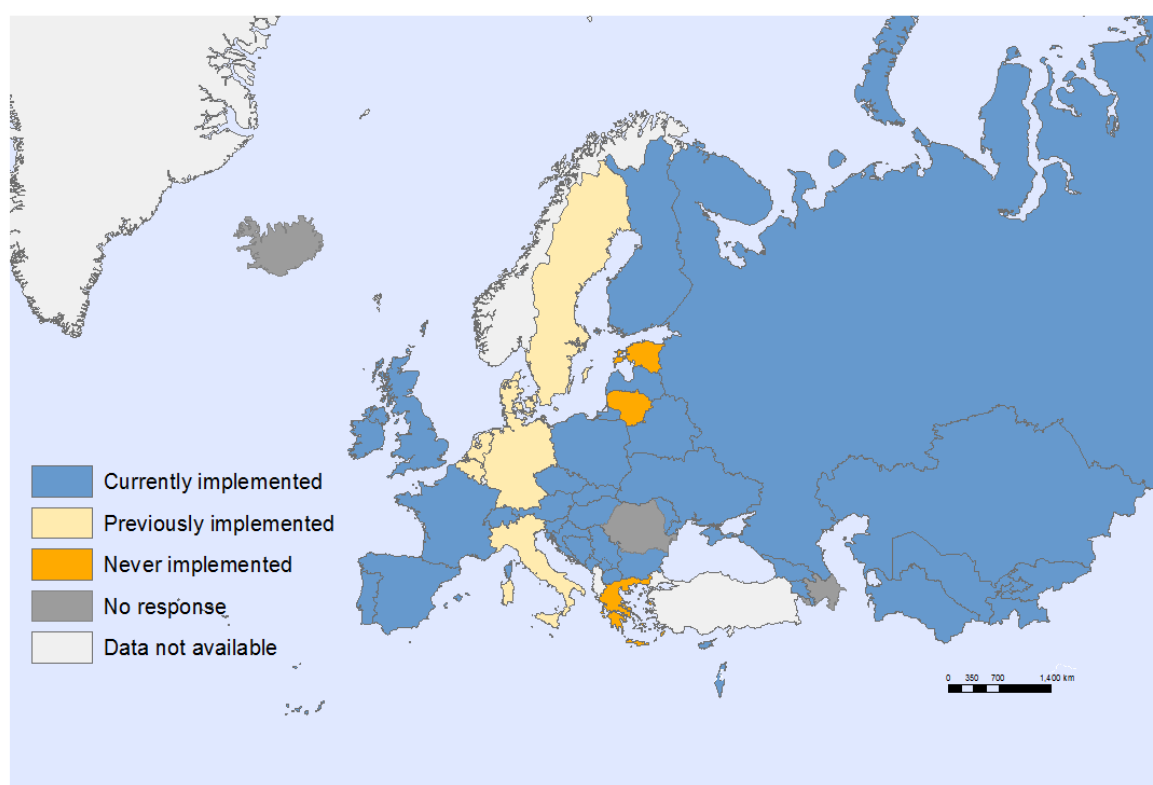 Currently implemented
Previously implemented
Never implemented
No response
Data not available
0 350 700 1,400 km